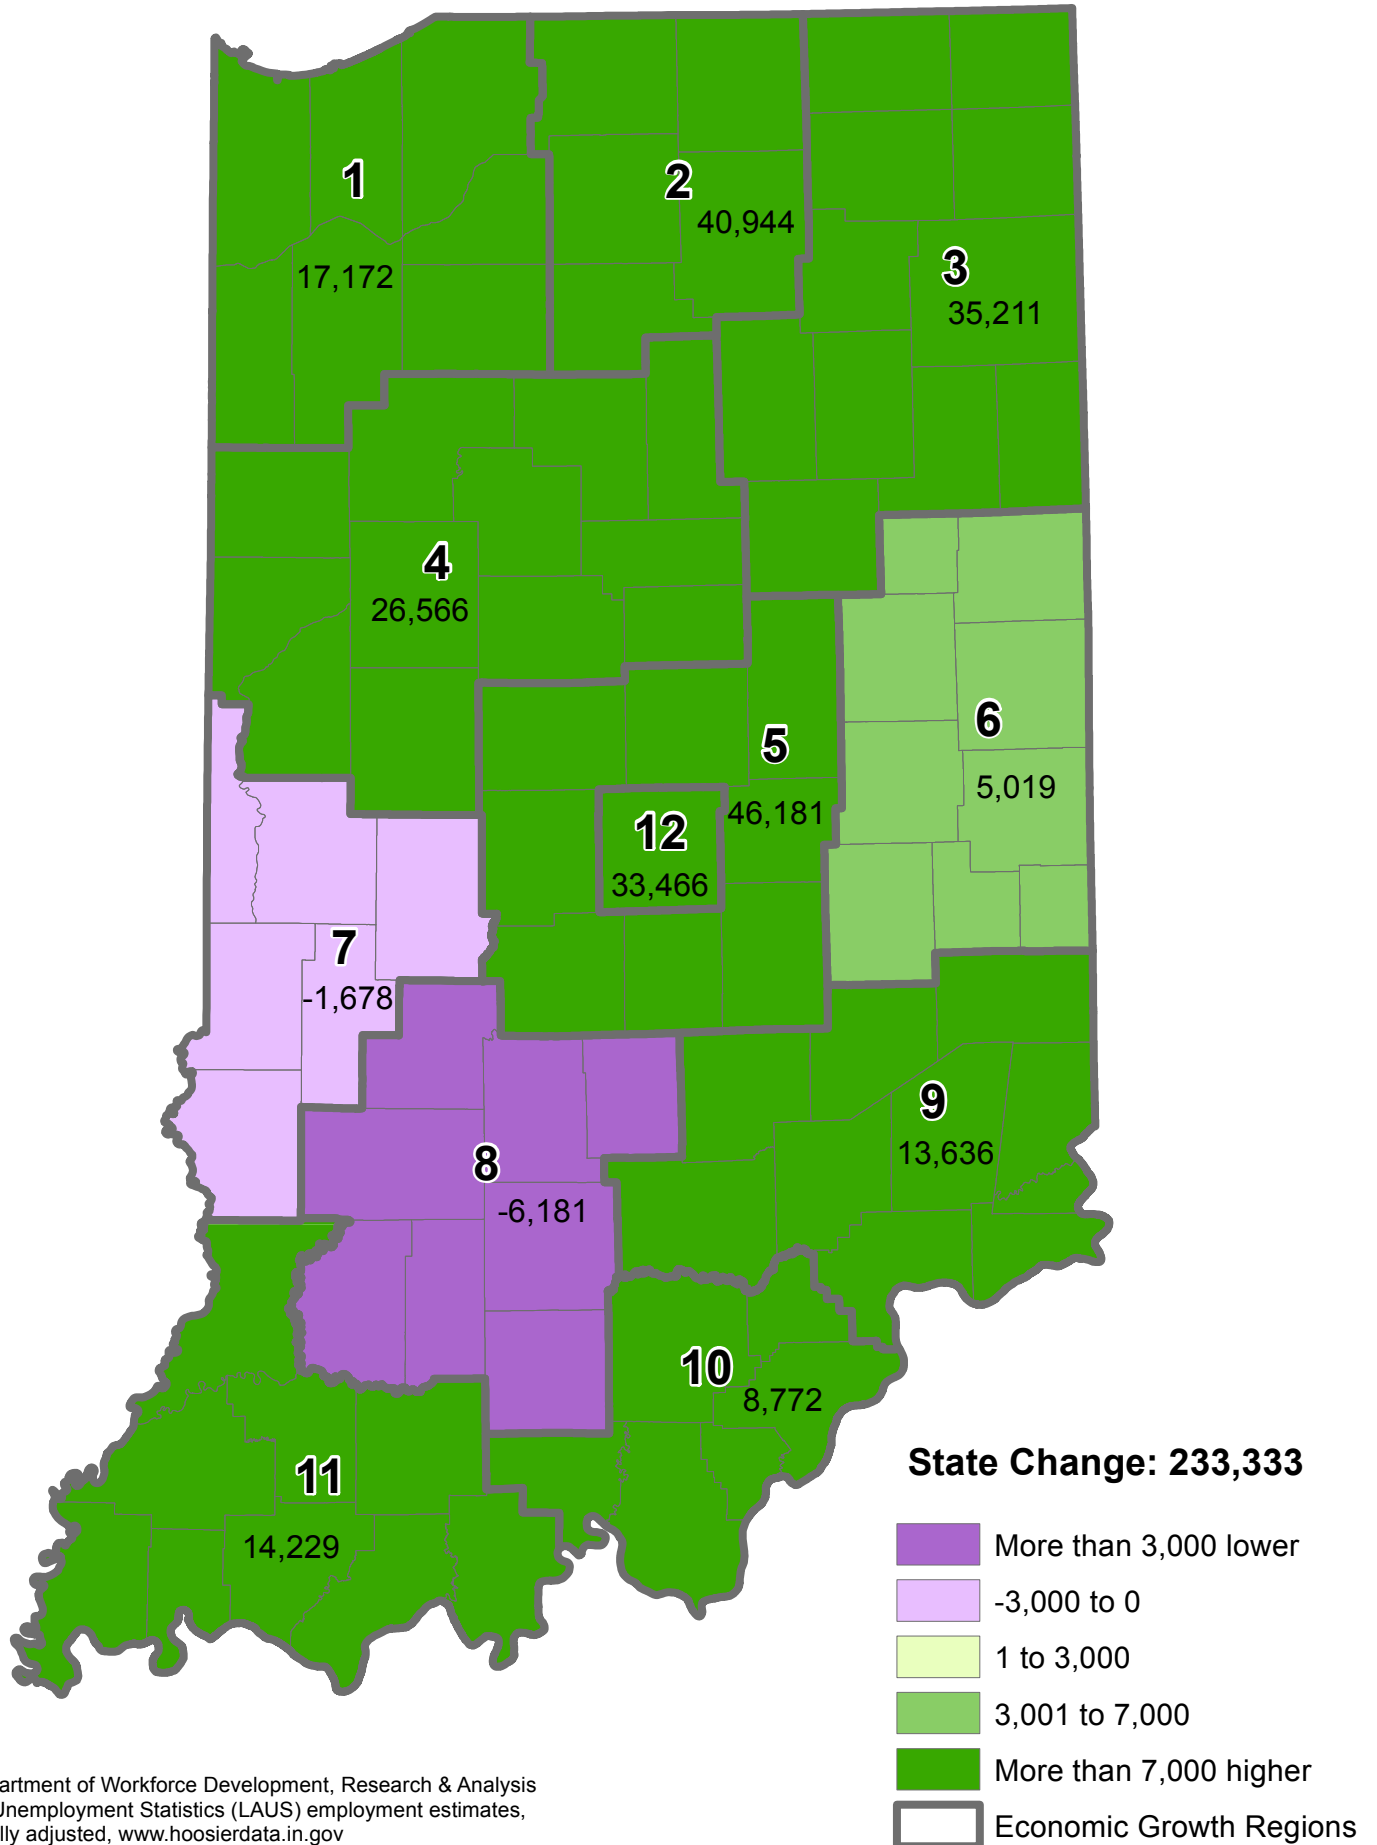 1
17,172
2
40,944
3
35,211
4
26,566
5
46,181
6
5,019
12
33,466
7
-1,678
8
-6,181
9
13,636
10
8,772
11
14,229
State Change: 233,333
More than 3,000 lower
-3,000 to 0
1 to 3,000
3,001 to 7,000
More than 7,000 higher
Economic Growth Regions
artment of Workforce Development, Research & Analysis
Unemployment Statistics (LAUS) employment estimates,
lly adjusted, www.hoosierdata.in.gov